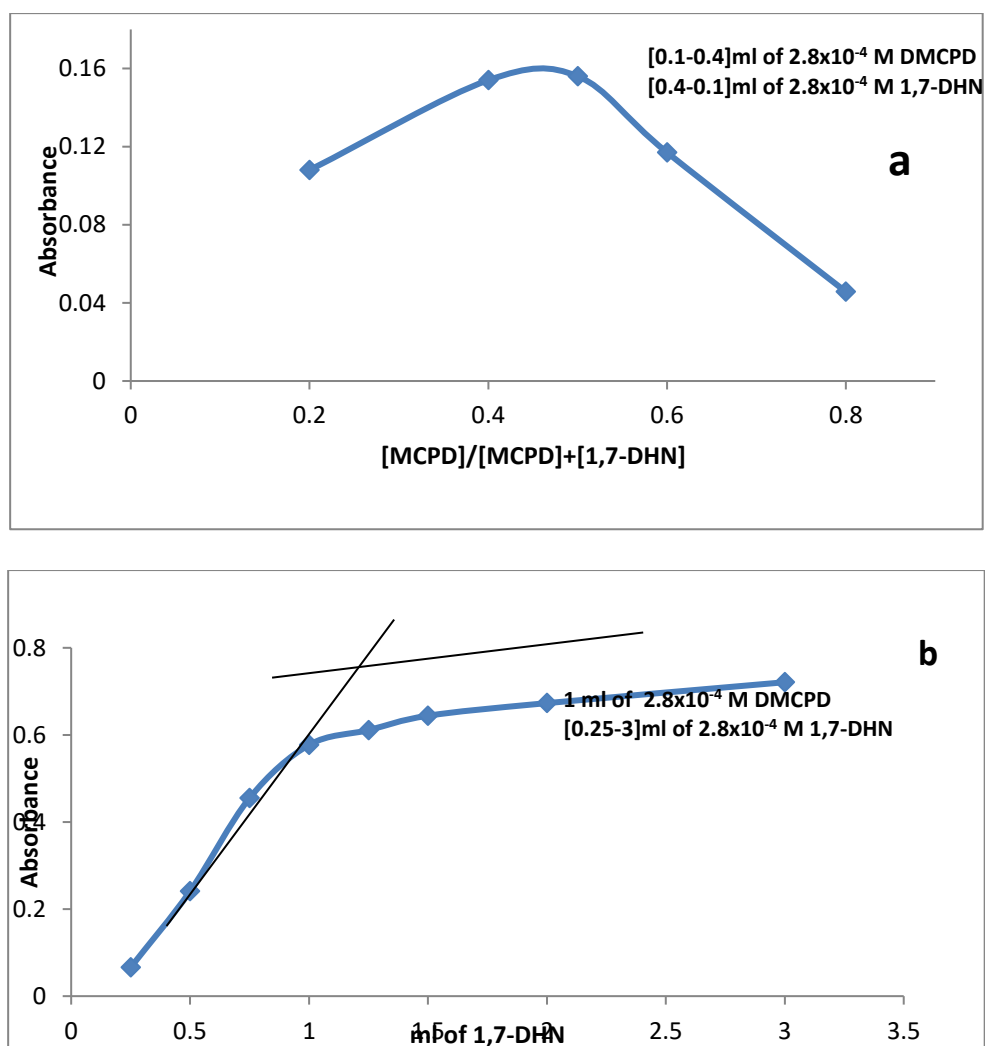 [0.1-0.4]ml of 2.8x10⁻⁴ M DMCPD
[0.4-0.1]ml of 2.8x10⁻⁴ M 1,7-DHN
a
Absorbance
0.16
0.12
0.08
0.04
0
0 0.2 0.4 0.6 0.8
[MCPD]/[MCPD]+[1,7-DHN]
b
1 ml of 2.8x10⁻⁴ M DMCPD
[0.25-3]ml of 2.8x10⁻⁴ M 1,7-DHN
Absorbance
0.8
0.6
0.4
0.2
0
0 0.5 1 1.5 2 2.5 3 3.5
ml of 1,7-DHN